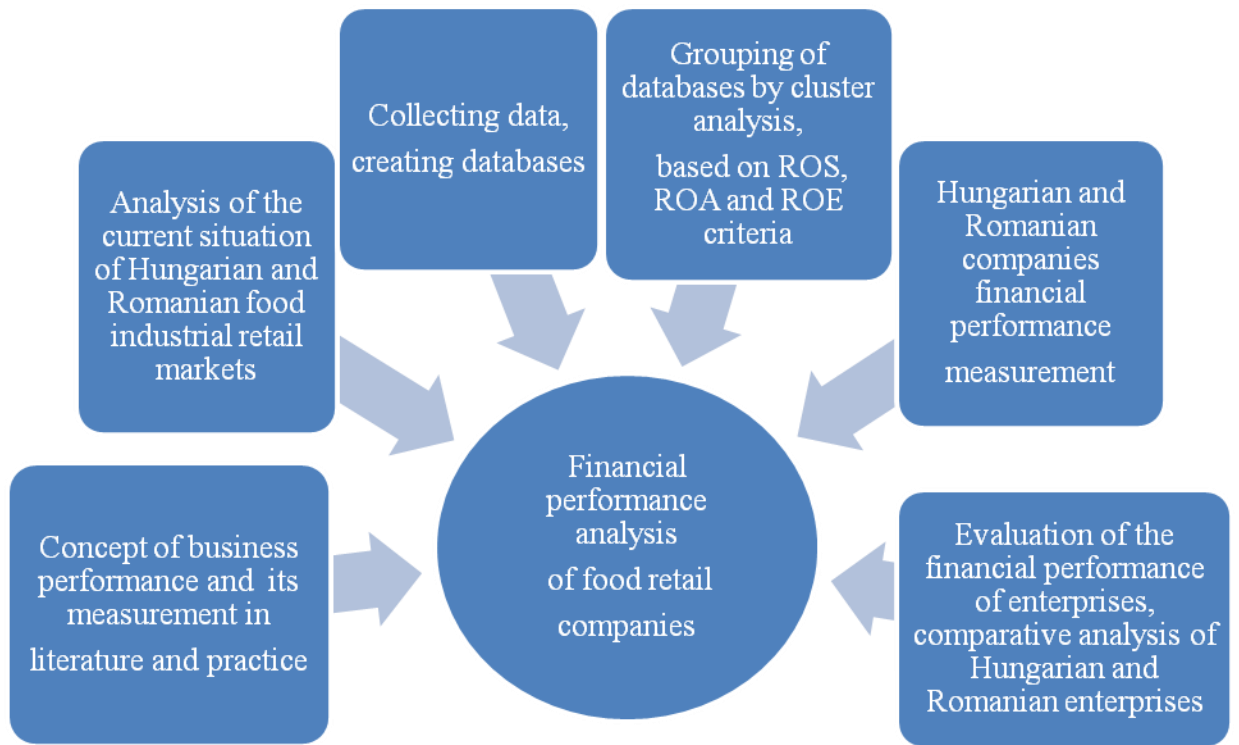 Concept of business
performance and its
measurement in
literature and practice
Analysis of the
current situation
of Hungarian and
Romanian food
industrial retail
markets
Collecting data,
creating databases
Grouping of
databases by cluster
analysis,
based on ROS,
ROA and ROE
criteria
Hungarian and
Romanian
companies
financial
performance
measurement
Evaluation of the
financial performance
of enterprises,
comparative analysis of
Hungarian and
Romanian enterprises
Financial
performance
analysis
of food retail
companies